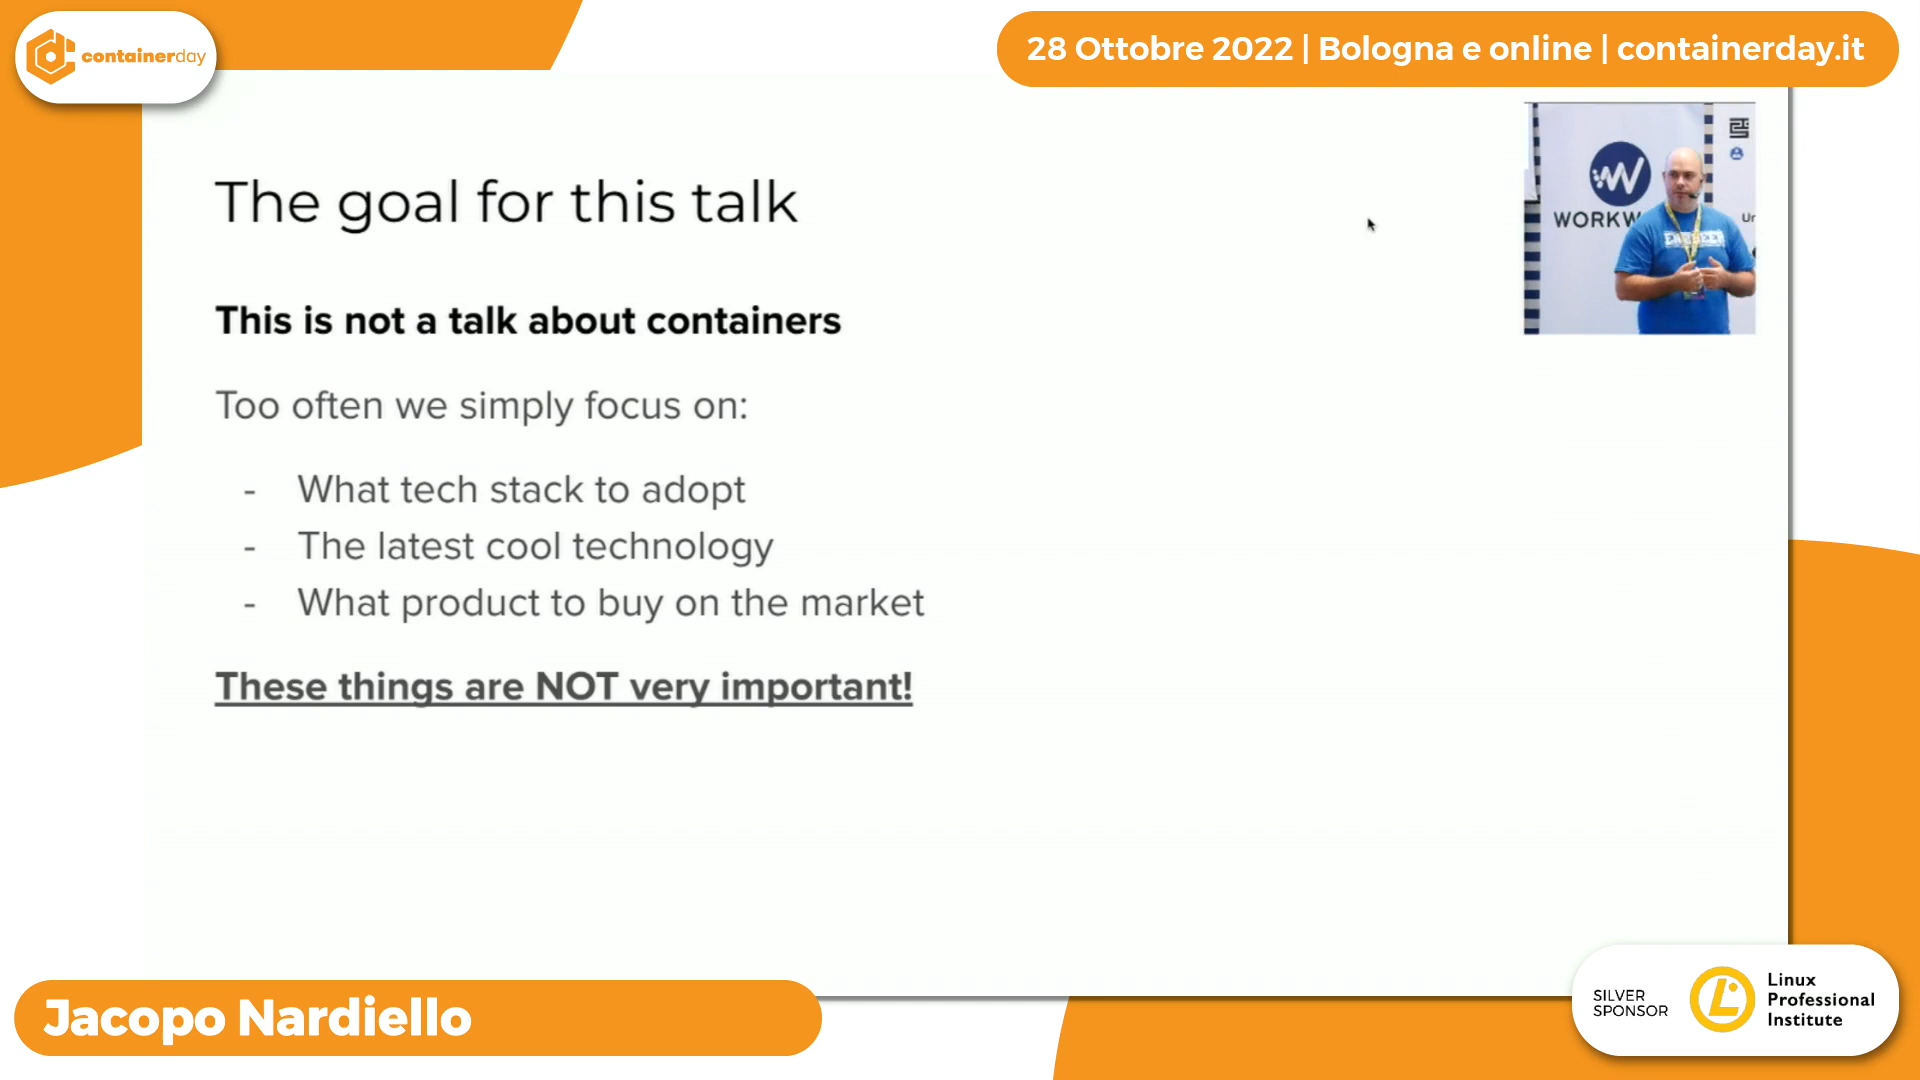 containerday
28 Ottobre 2022 | Bologna e online | containerday.it
The goal for this talk
This is not a talk about containers
Too often we simply focus on:
- What tech stack to adopt
- The latest cool technology
- What product to buy on the market
These things are NOT very important!
W
WORKW
Ur
Jacopo Nardiello
SILVER
SPONSOR
Linux
Professional
Institute